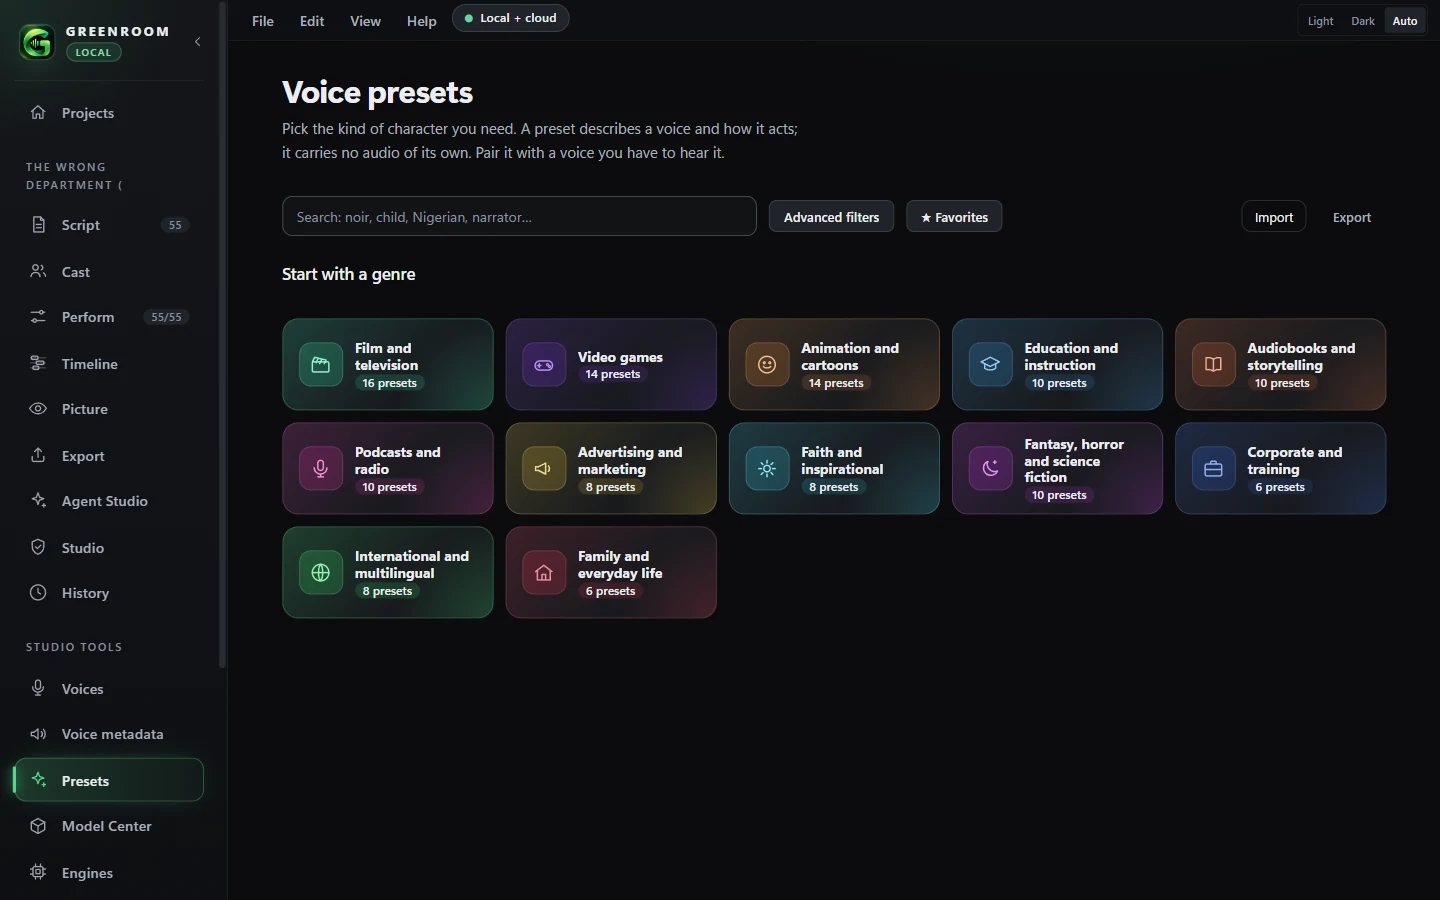 GREENROOM
LOCAL
Projects
THE WRONG
DEPARTMENT (
Script 55
Cast
Perform 55/55
Timeline
Picture
Export
Agent Studio
Studio
History
STUDIO TOOLS
Voices
Voice metadata
Presets
Model Center
Engines
File Edit View Help Local + cloud Light Dark Auto
Voice presets
Pick the kind of character you need. A preset describes a voice and how it acts;
it carries no audio of its own. Pair it with a voice you have to hear it.
Search: noir, child, Nigerian, narrator... Advanced filters ★ Favorites Import Export
Start with a genre
Film and
television
16 presets
Video games
14 presets
Animation and
cartoons
14 presets
Education and
instruction
10 presets
Audiobooks and
storytelling
10 presets
Podcasts and
radio
10 presets
Advertising and
marketing
8 presets
Faith and
inspirational
8 presets
Fantasy, horror
and science
fiction
10 presets
Corporate and
training
6 presets
International and
multilingual
8 presets
Family and
everyday life
6 presets